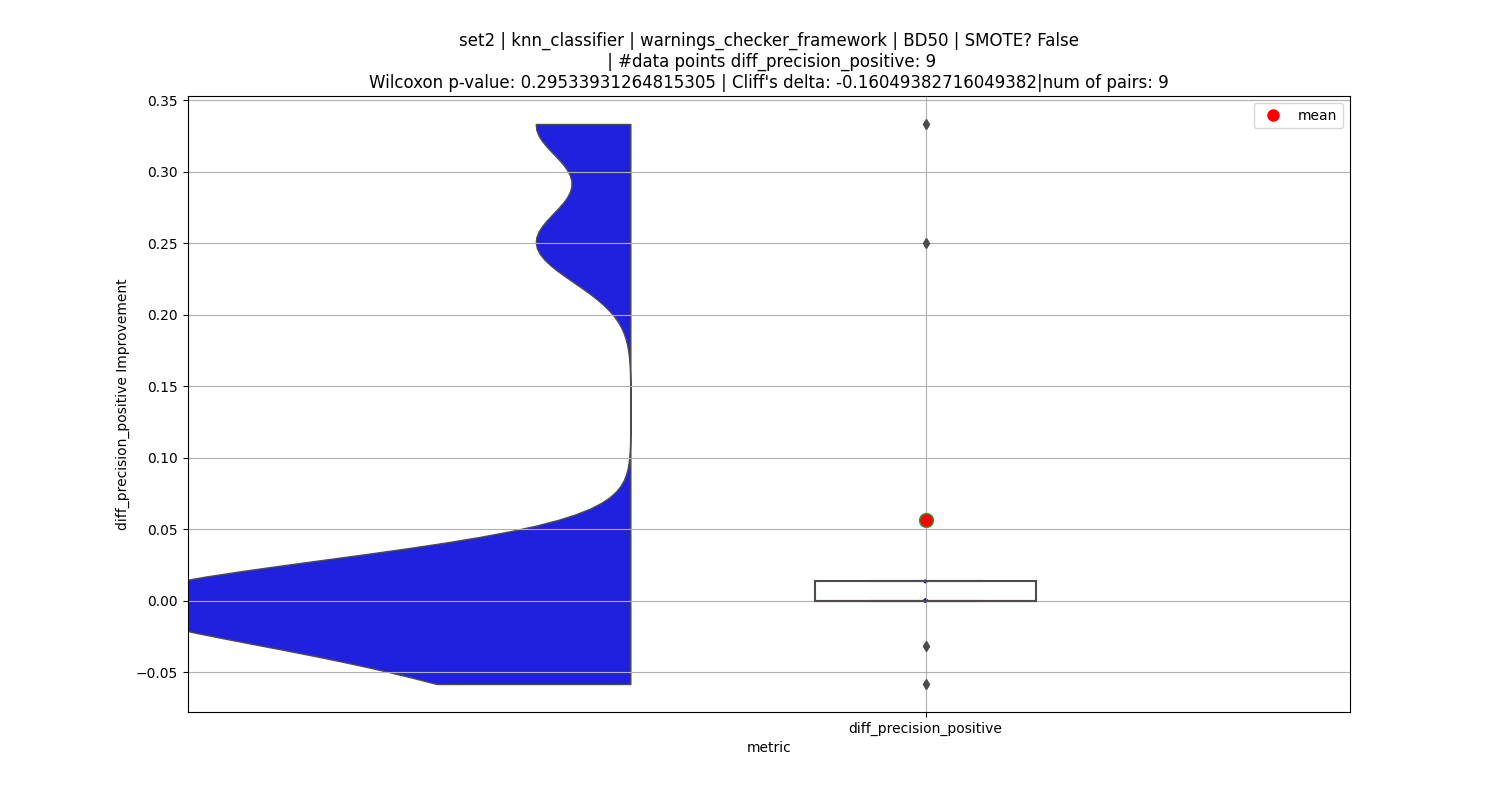 set2 | knn_classifier | warnings_checker_framework | BD50 | SMOTE? False
| #data points diff_precision_positive: 9
Wilcoxon p-value: 0.29533931264815305 | Cliff's delta: -0.16049382716049382|num of pairs: 9
mean
0.35
0.30
0.25
0.20
0.15
0.10
0.05
0.00
−0.05
diff_precision_positive Improvement
diff_precision_positive
metric